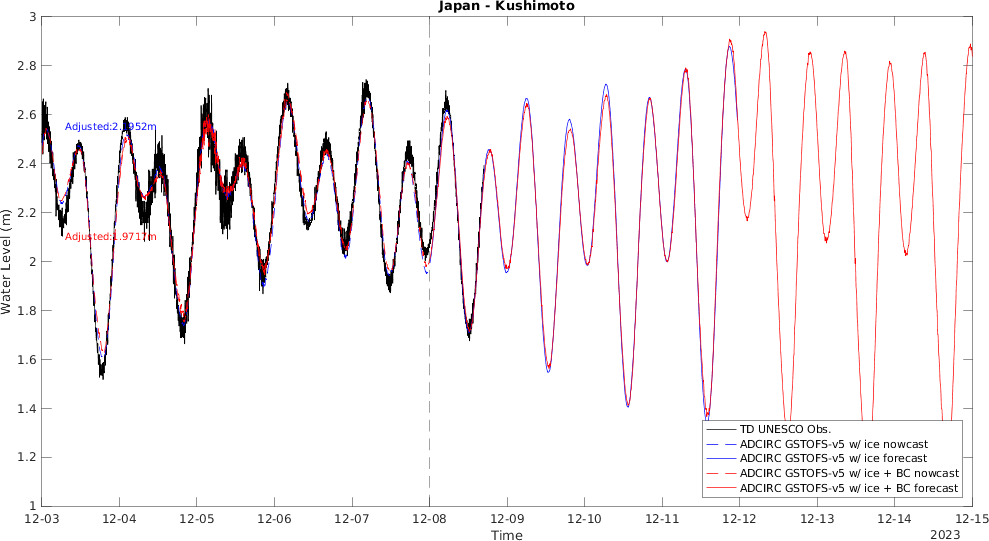 Japan - Kushimoto
3
2.8
2.6
2.4
2.2
2
1.8
1.6
1.4
1.2
1
Water Level (m)
Adjusted:1.9717m
TD UNESCO Obs.
ADCIRC GSTOFS-v5 w/ ice nowcast
ADCIRC GSTOFS-v5 w/ ice forecast
ADCIRC GSTOFS-v5 w/ ice + BC nowcast
ADCIRC GSTOFS-v5 w/ ice + BC forecast
12-03 12-04 12-05 12-06 12-07 12-08 12-09 12-10 12-11 12-12 12-13 12-14 12-15
Time
2023